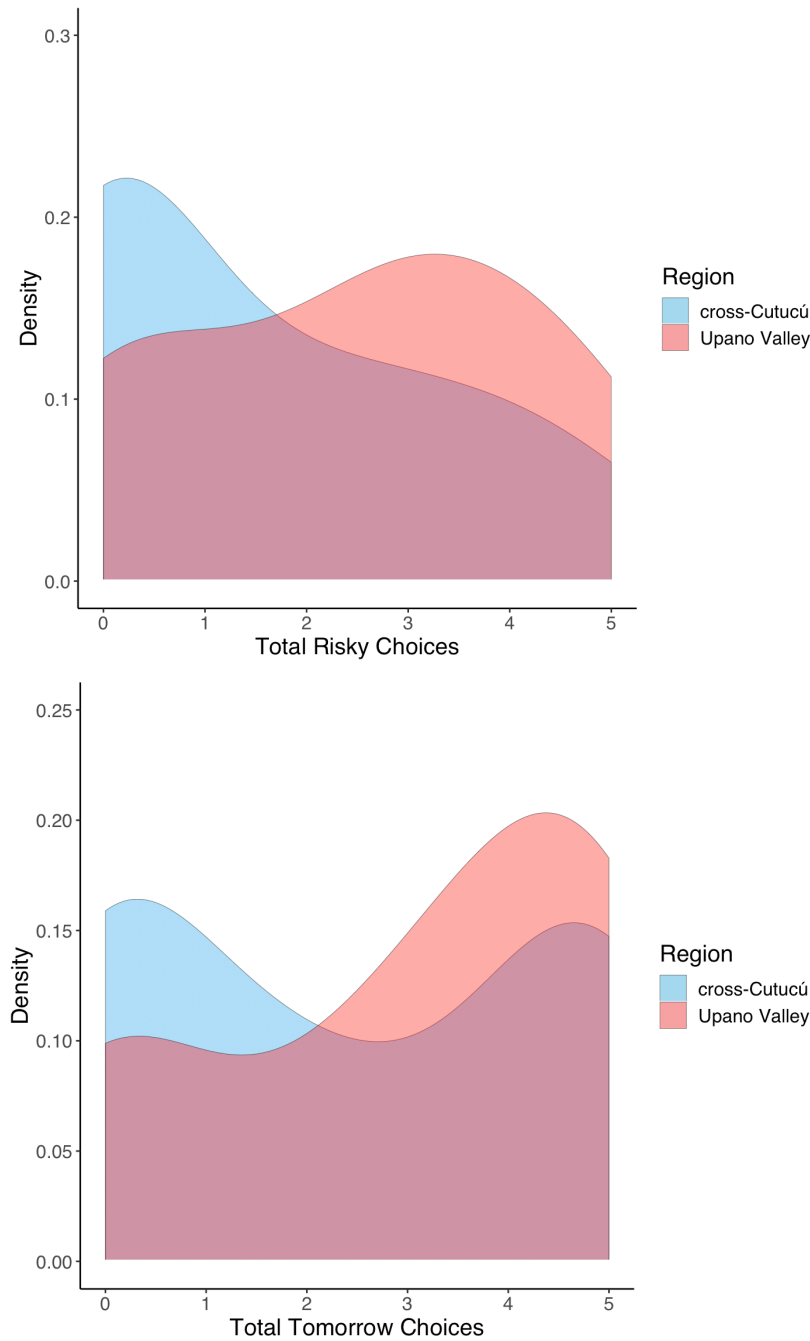 0.3
0.2
0.1
0.0
Density
0 1 2 3 4 5
Total Risky Choices
Region
cross-Cutucú
Upano Valley
0.25
0.20
0.15
0.10
0.05
0.00
Density
0 1 2 3 4 5
Total Tomorrow Choices
Region
cross-Cutucú
Upano Valley